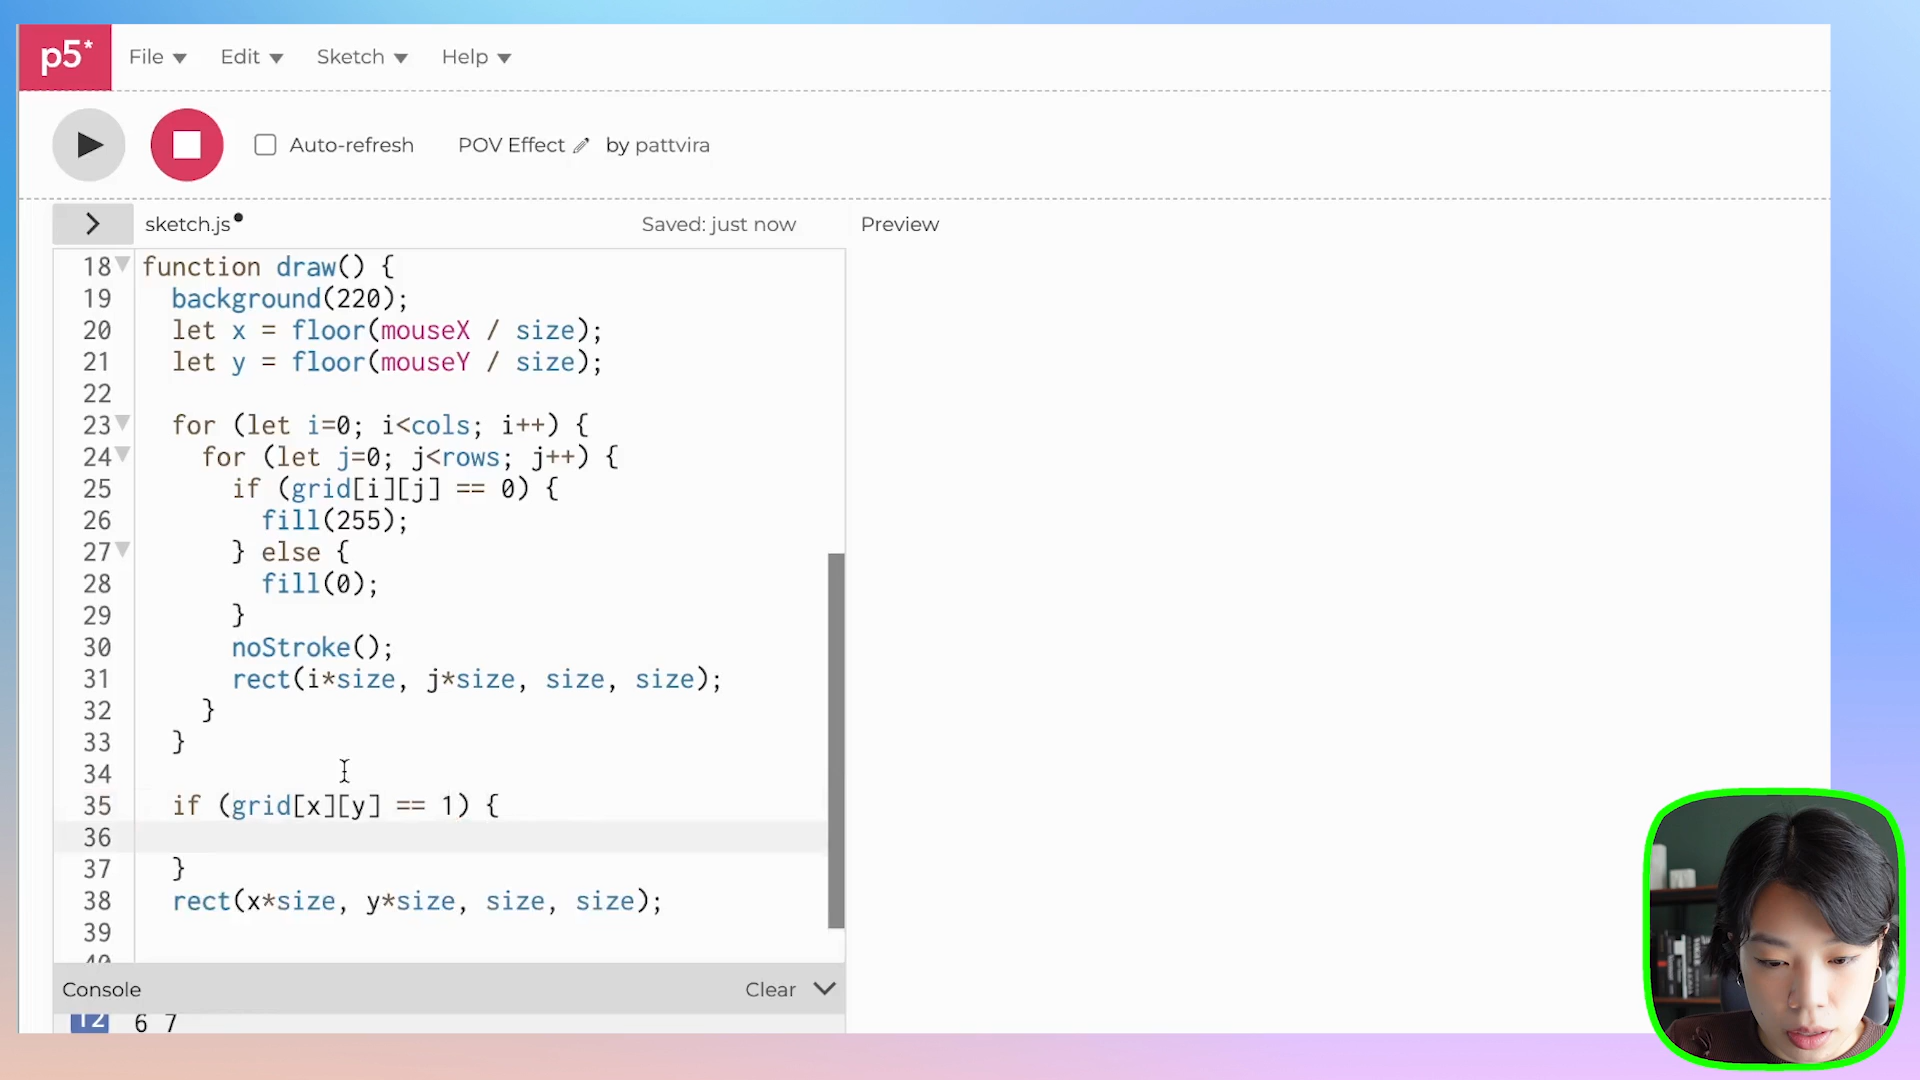 p5* File Edit Sketch Help
Auto-refresh POV Effect by pattvira
sketch.js Saved: just now Preview
18 function draw() {
19 background(220);
20 let x = floor(mouseX / size);
21 let y = floor(mouseY / size);
22
23 for (let i=0; i<cols; i++) {
24 for (let j=0; j<rows; j++) {
25 if (grid[i][j] == 0) {
26 fill(255);
27 } else {
28 fill(0);
29 }
30 noStroke();
31 rect(i*size, j*size, size, size);
32 }
33 }
34
35 if (grid[x][y] == 1) {
36
37 }
38 rect(x*size, y*size, size, size);
39
40
Console Clear
12 6 7